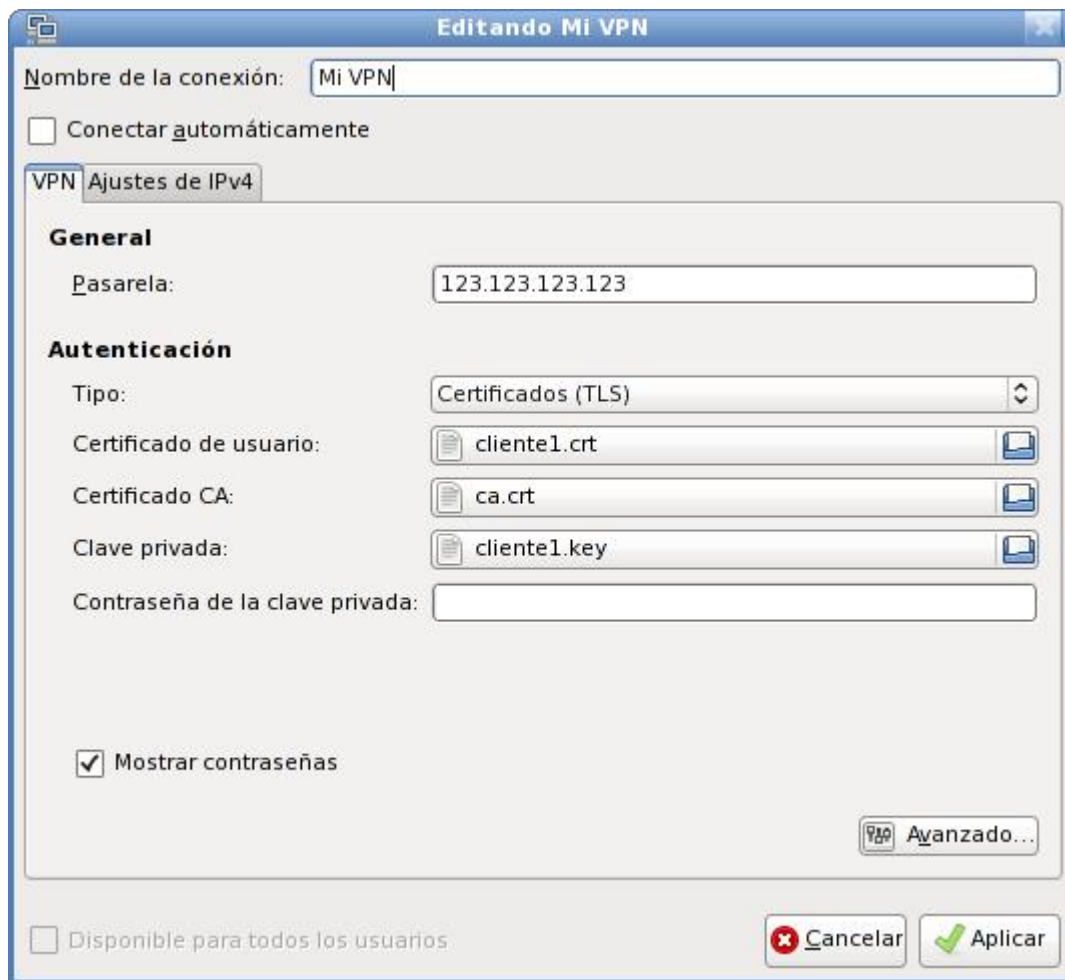 Editando Mi VPN
Nombre de la conexión: Mi VPN
Conectar automáticamente
VPN Ajustes de IPv4
General
Pasarela: 123.123.123.123
Autenticación
Tipo: Certificados (TLS)
Certificado de usuario: cliente1.crt
Certificado CA: ca.crt
Clave privada: cliente1.key
Contraseña de la clave privada:
Mostrar contraseñas
Avanzado...
Disponible para todos los usuarios Cancelar Aplicar